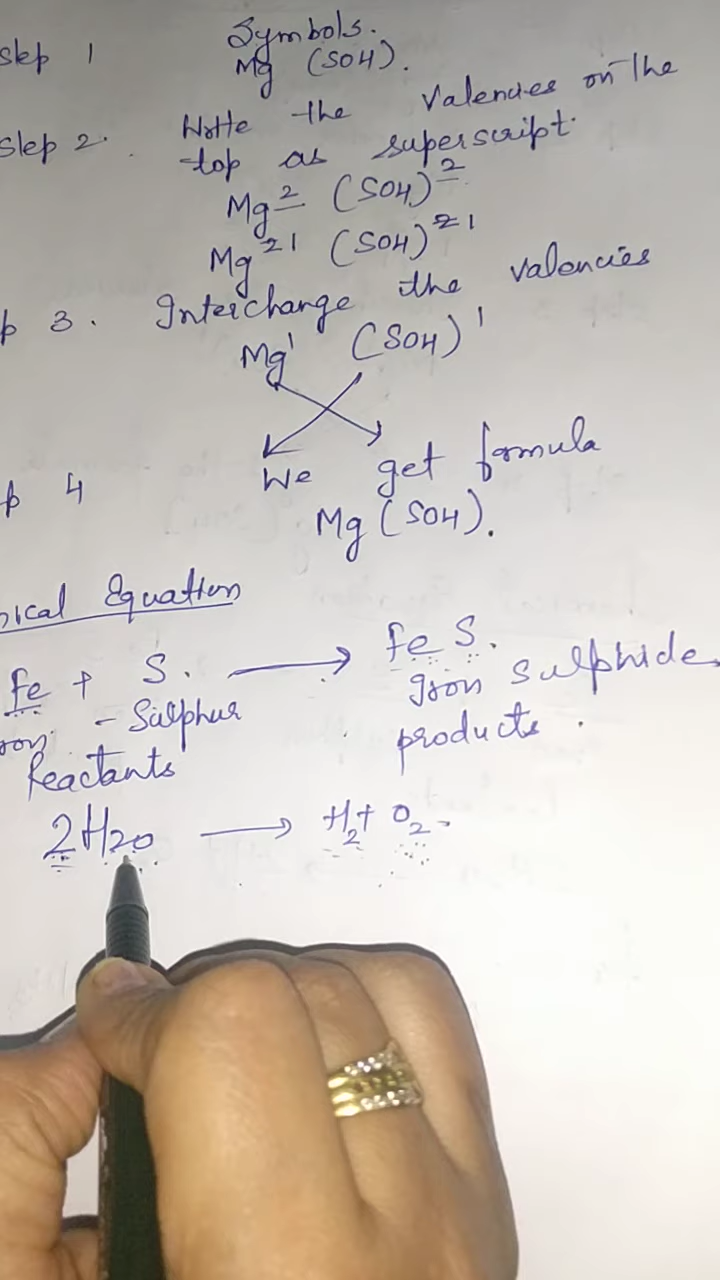 Step 1 Symbols.
Mg (SO4).
Step 2. Write the Valencies on the
top as superscript.
Mg2 (SO4)2
Mg21 (SO4)21
p 3. Interchange the valencies
Mg1 (SO4)1
p 4 We get formula
Mg (SO4).
ical Equation
Fe + S. → FeS.
ron - Sulphur Iron Sulphide
Reactants products.
2H2O → H2 + O2.